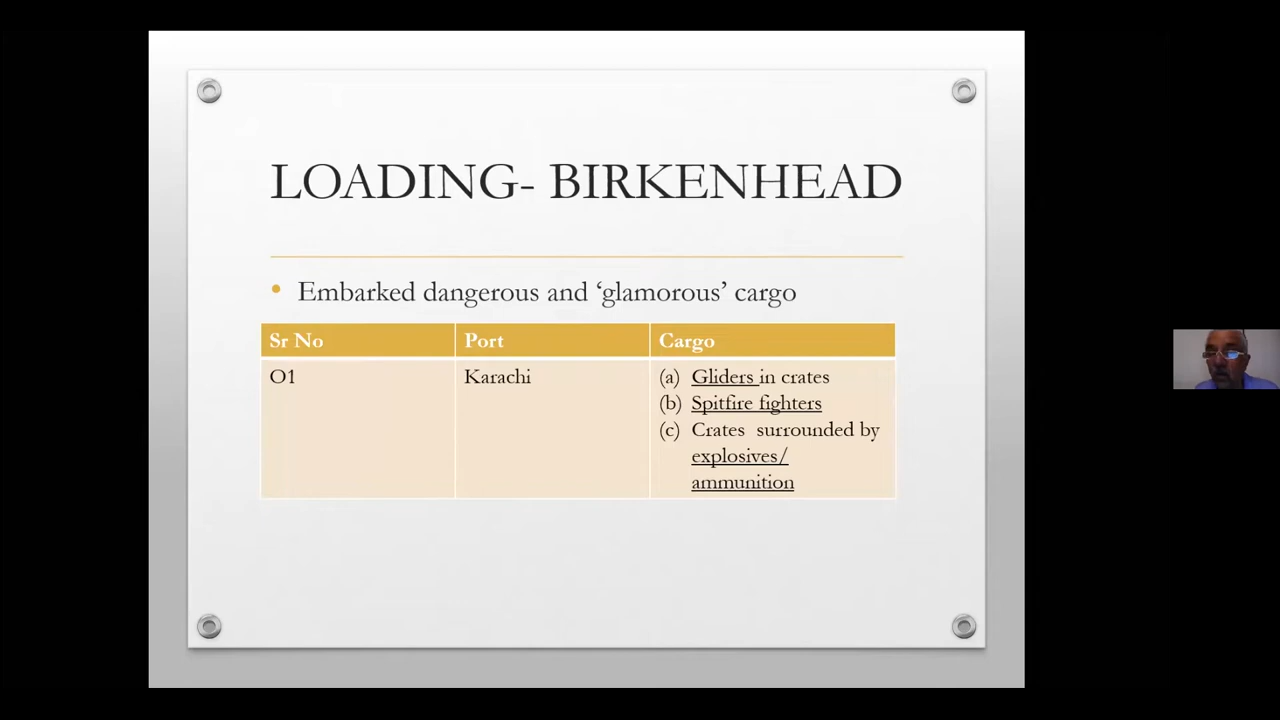 LOADING- BIRKENHEAD
• Embarked dangerous and ‘glamorous’ cargo
Sr No Port Cargo
O1 Karachi (a) Gliders in crates
(b) Spitfire fighters
(c) Crates surrounded by
explosives/
ammunition